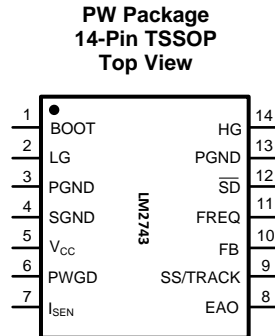 PW Package
14-Pin TSSOP
Top View
1 BOOT HG 14
2 LG PGND 13
3 PGND S̅D̅ 12
4 SGND FREQ 11
5 VCC FB 10
6 PWGD SS/TRACK 9
7 ISEN EAO 8
LM2743